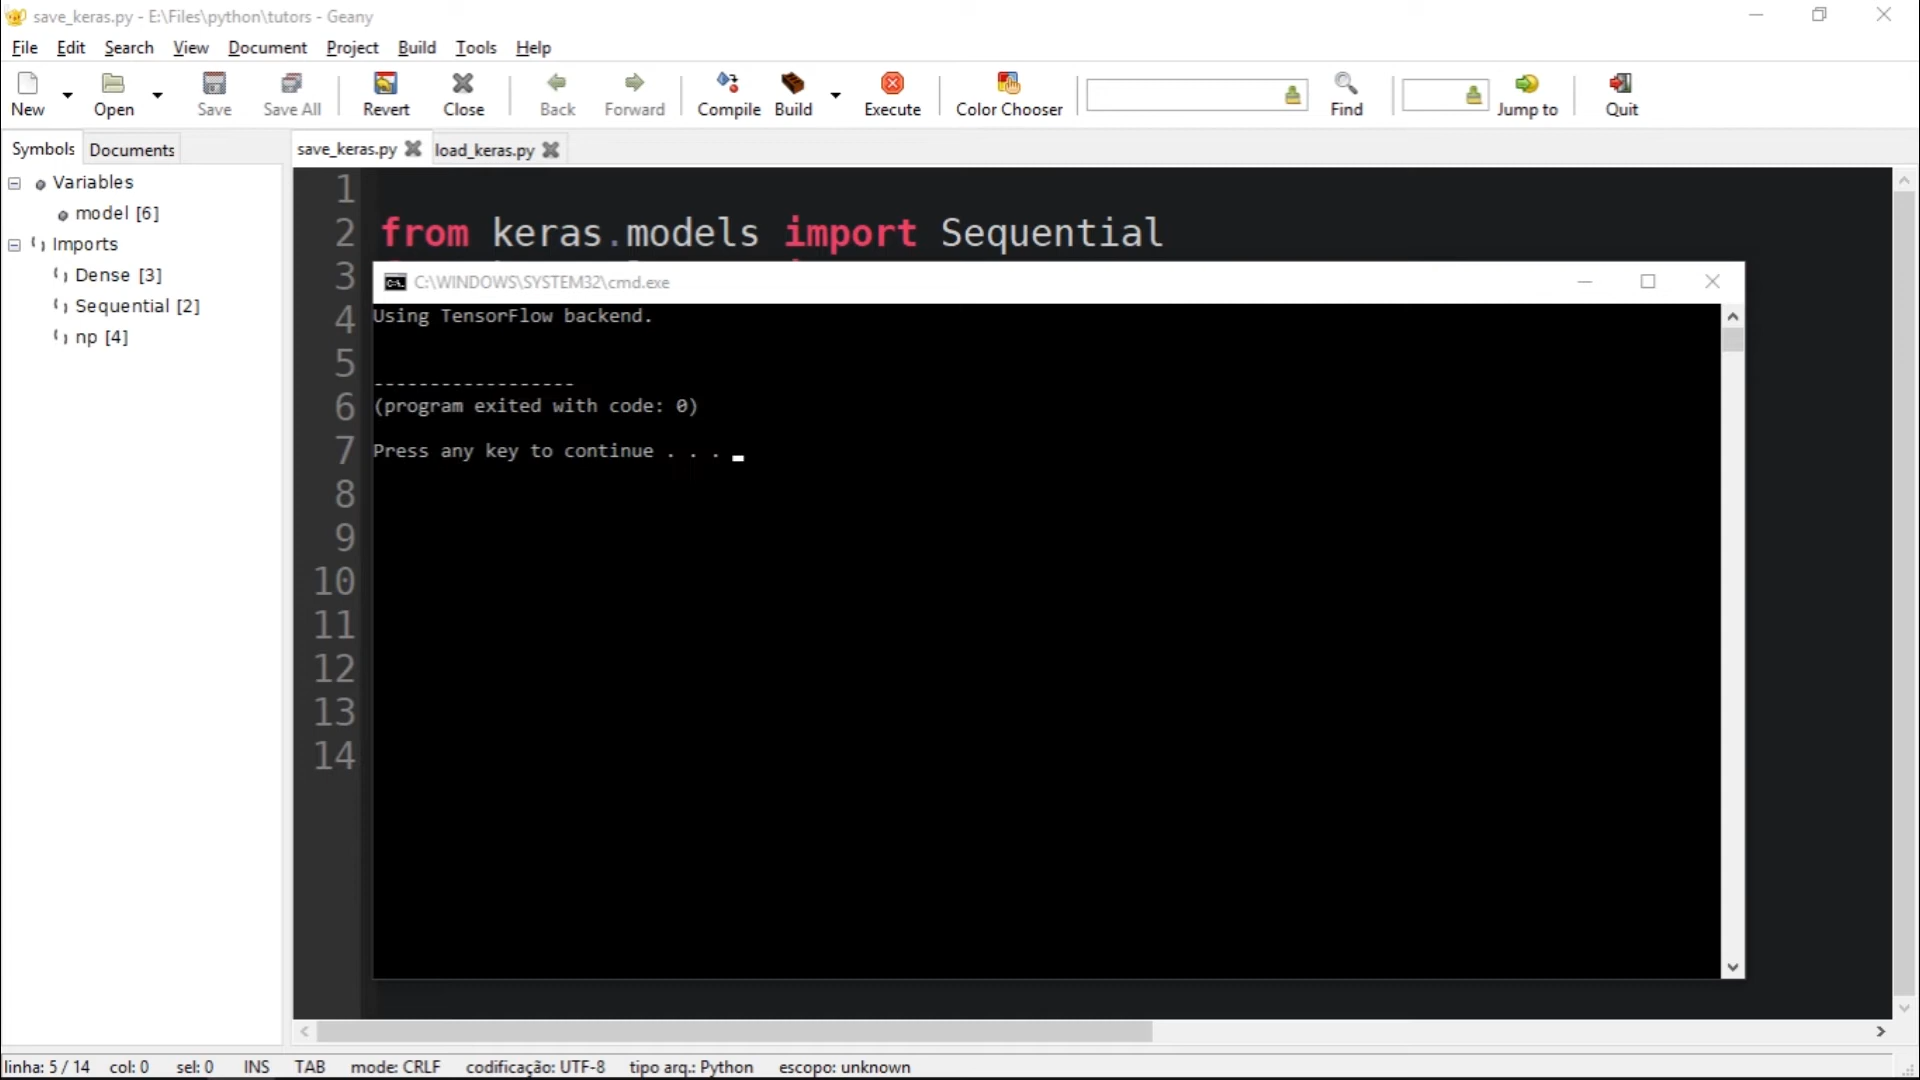 save_keras.py - E:\Files\python\tutors - Geany
File Edit Search View Document Project Build Tools Help
New Open Save Save All Revert Close Back Forward Compile Build Execute Color Chooser Find Jump to Quit
Symbols Documents save_keras.py load_keras.py
Variables
model [6]
Imports
Dense [3]
Sequential [2]
np [4]
1
2 from keras.models import Sequential
3
4
5
6
7
8
9
10
11
12
13
14
C:\WINDOWS\SYSTEM32\cmd.exe
Using TensorFlow backend.
------------------
(program exited with code: 0)
Press any key to continue . . .
linha: 5 / 14 col: 0 sel: 0 INS TAB mode: CRLF codificação: UTF-8 tipo arq.: Python escopo: unknown